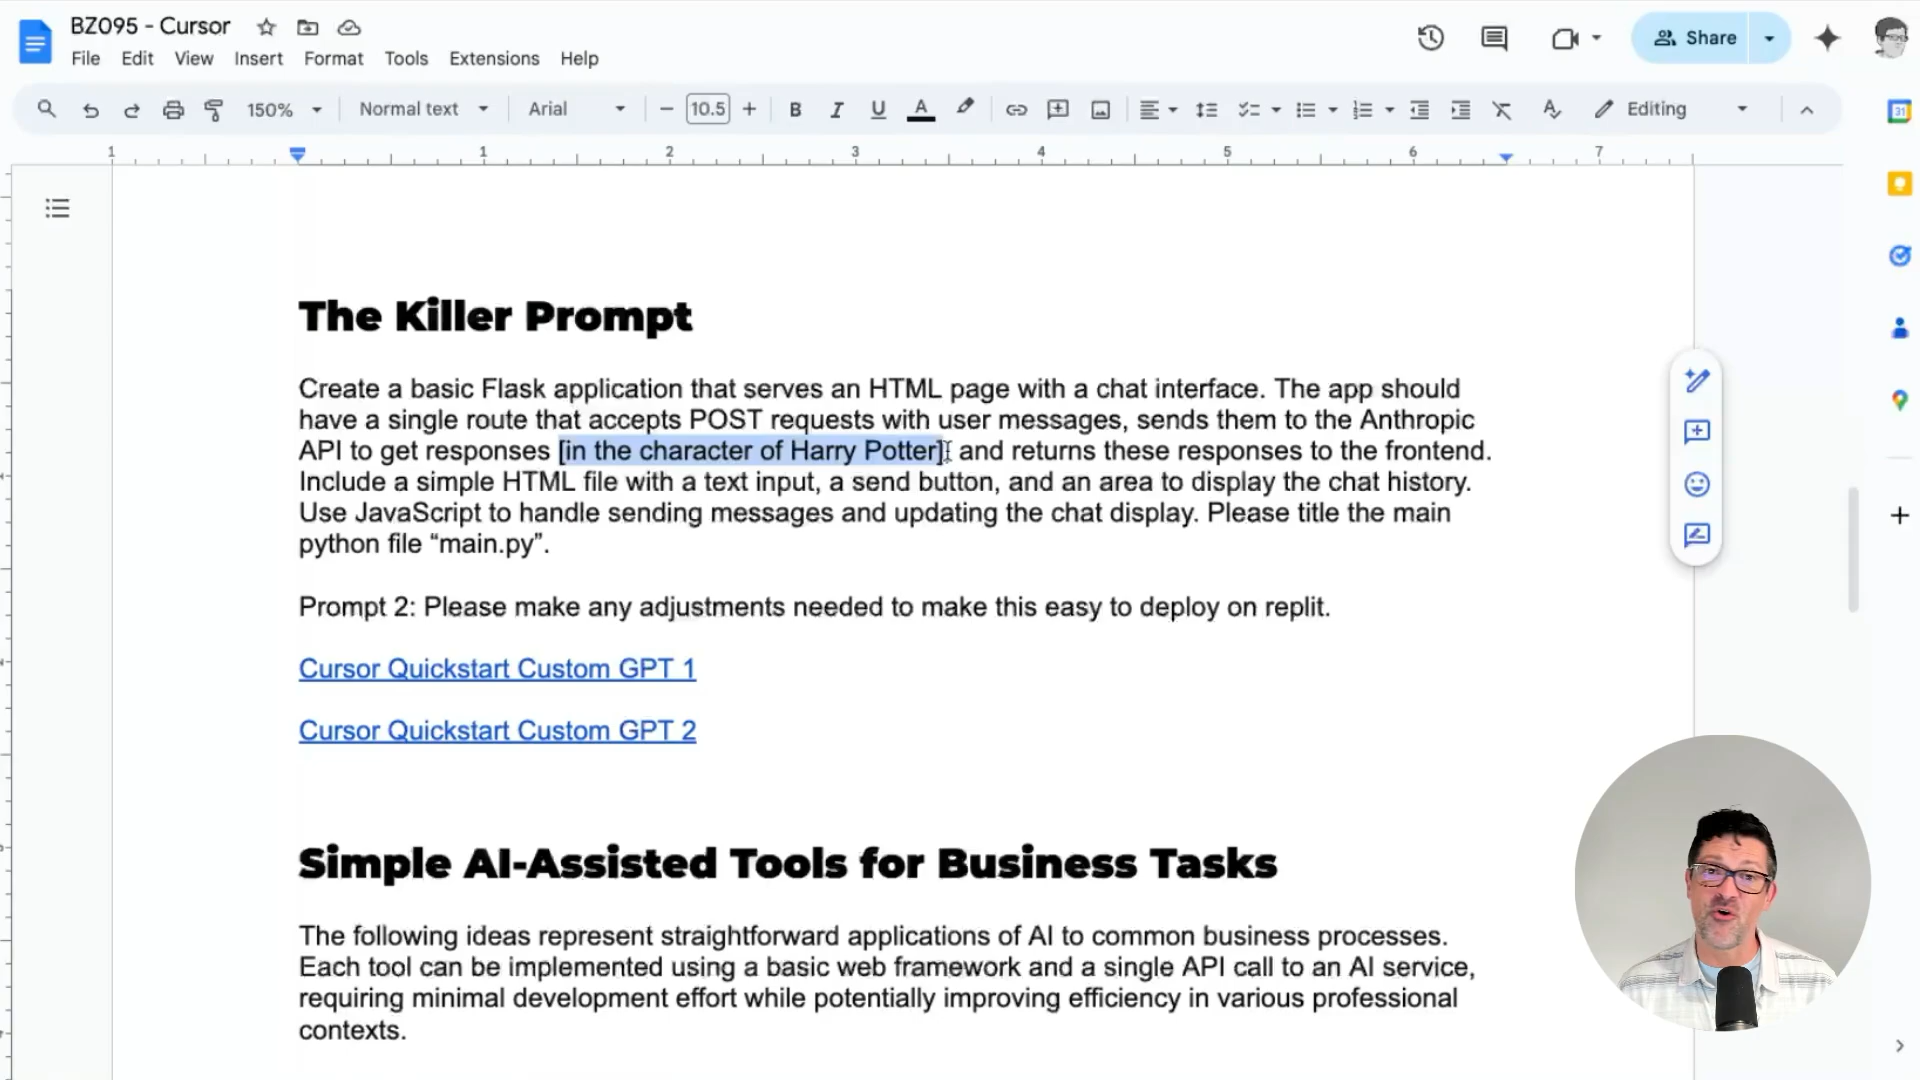 BZ095 - Cursor
File Edit View Insert Format Tools Extensions Help
Share
150% Normal text Arial 10.5 B I U A Editing
1 1 2 3 4 5 6 7
31
The Killer Prompt
Create a basic Flask application that serves an HTML page with a chat interface. The app should
have a single route that accepts POST requests with user messages, sends them to the Anthropic
API to get responses [in the character of Harry Potter] and returns these responses to the frontend.
Include a simple HTML file with a text input, a send button, and an area to display the chat history.
Use JavaScript to handle sending messages and updating the chat display. Please title the main
python file “main.py”.
Prompt 2: Please make any adjustments needed to make this easy to deploy on replit.
Cursor Quickstart Custom GPT 1
Cursor Quickstart Custom GPT 2
Simple AI-Assisted Tools for Business Tasks
The following ideas represent straightforward applications of AI to common business processes.
Each tool can be implemented using a basic web framework and a single API call to an AI service,
requiring minimal development effort while potentially improving efficiency in various professional
contexts.